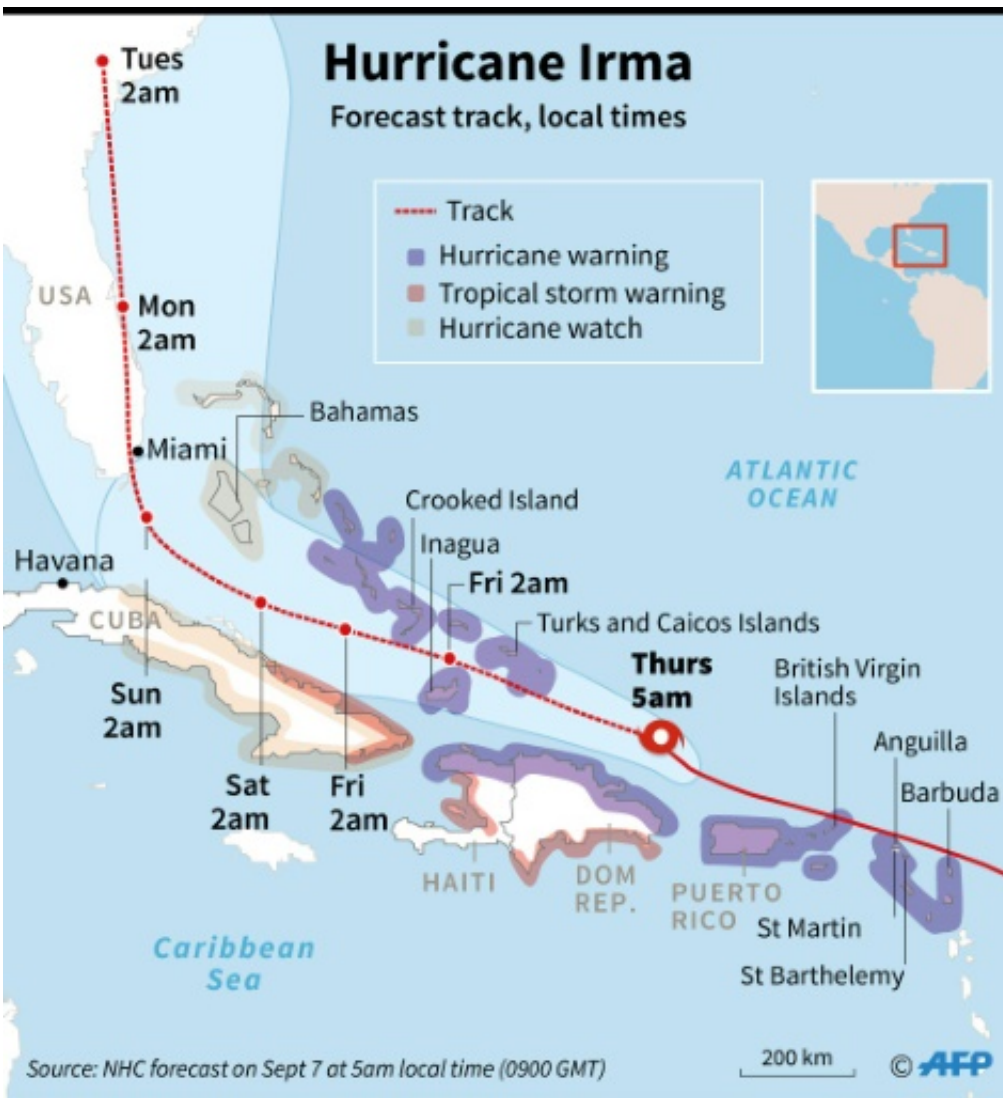 Tues
2am
Hurricane Irma
Forecast track, local times
Track
Hurricane warning
Tropical storm warning
Hurricane watch
USA
Mon
2am
Bahamas
Miami
ATLANTIC
OCEAN
Crooked Island
Inagua
Havana
Fri 2am
CUBA
Turks and Caicos Islands
Thurs
5am
British Virgin
Islands
Sun
2am
Anguilla
Sat
2am
Fri
2am
Barbuda
HAITI
DOM
REP.
PUERTO
RICO
St Martin
St Barthelemy
Caribbean
Sea
Source: NHC forecast on Sept 7 at 5am local time (0900 GMT)
200 km
© AFP